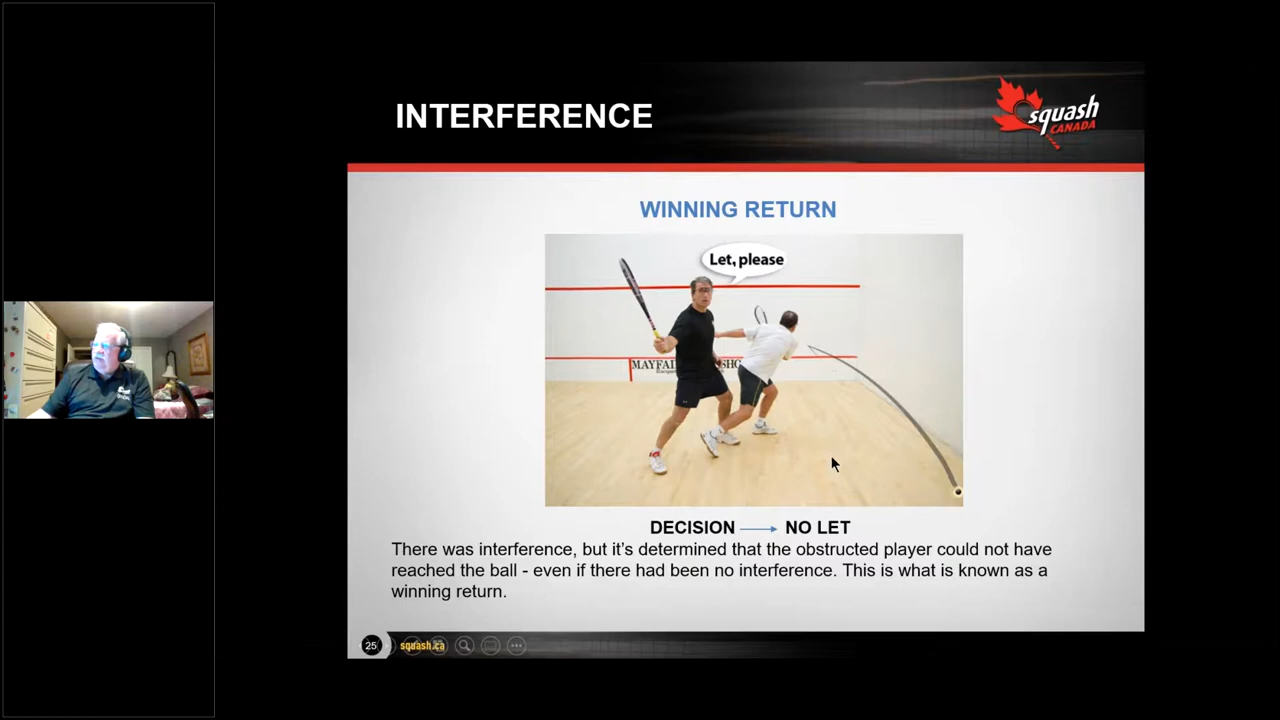 INTERFERENCE
squash
CANADA
WINNING RETURN
Let, please
DECISION → NO LET
There was interference, but it's determined that the obstructed player could not have
reached the ball - even if there had been no interference. This is what is known as a
winning return.
25
squash.ca